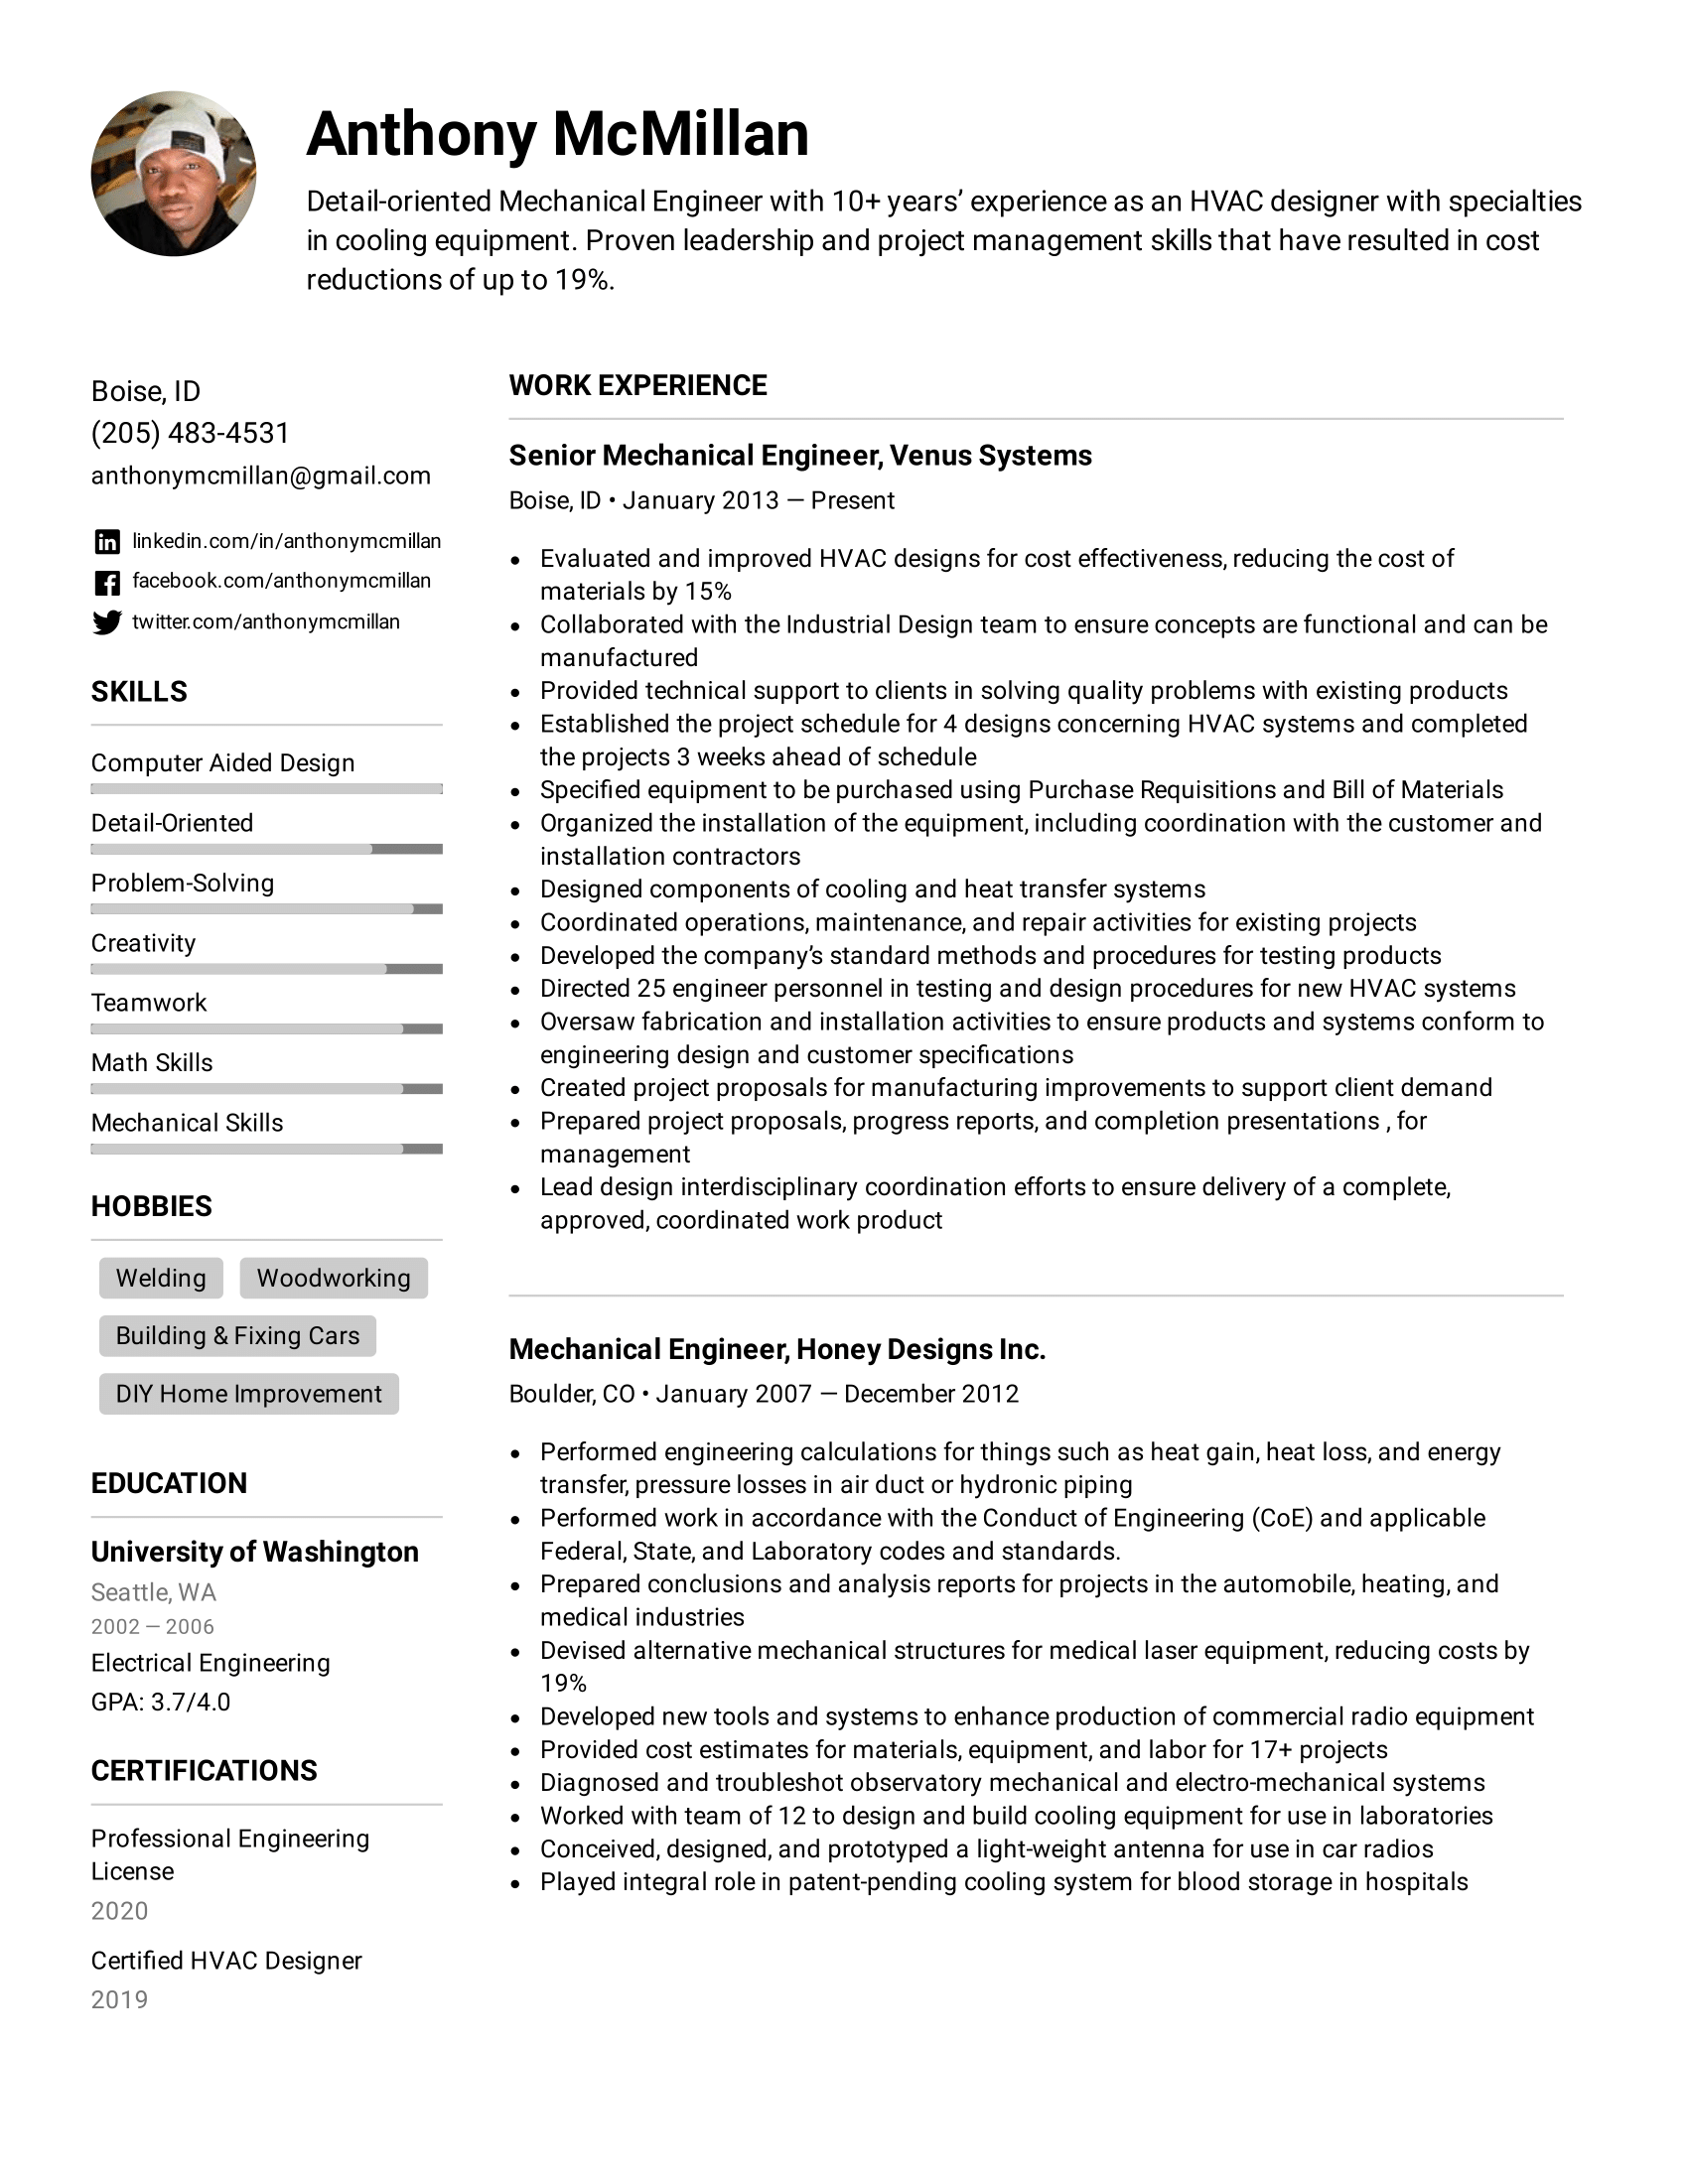 Anthony McMillan
Detail-oriented Mechanical Engineer with 10+ years’ experience as an HVAC designer with specialties
in cooling equipment. Proven leadership and project management skills that have resulted in cost
reductions of up to 19%.
Boise, ID
(205) 483-4531
anthonymcmillan@gmail.com
linkedin.com/in/anthonymcmillan
facebook.com/anthonymcmillan
twitter.com/anthonymcmillan
SKILLS
Computer Aided Design
Detail-Oriented
Problem-Solving
Creativity
Teamwork
Math Skills
Mechanical Skills
HOBBIES
Welding Woodworking
Building & Fixing Cars
DIY Home Improvement
EDUCATION
University of Washington
Seattle, WA
2002 — 2006
Electrical Engineering
GPA: 3.7/4.0
CERTIFICATIONS
Professional Engineering
License
2020
Certified HVAC Designer
2019
WORK EXPERIENCE
Senior Mechanical Engineer, Venus Systems
Boise, ID • January 2013 — Present
• Evaluated and improved HVAC designs for cost effectiveness, reducing the cost of
materials by 15%
• Collaborated with the Industrial Design team to ensure concepts are functional and can be
manufactured
• Provided technical support to clients in solving quality problems with existing products
• Established the project schedule for 4 designs concerning HVAC systems and completed
the projects 3 weeks ahead of schedule
• Specified equipment to be purchased using Purchase Requisitions and Bill of Materials
• Organized the installation of the equipment, including coordination with the customer and
installation contractors
• Designed components of cooling and heat transfer systems
• Coordinated operations, maintenance, and repair activities for existing projects
• Developed the company’s standard methods and procedures for testing products
• Directed 25 engineer personnel in testing and design procedures for new HVAC systems
• Oversaw fabrication and installation activities to ensure products and systems conform to
engineering design and customer specifications
• Created project proposals for manufacturing improvements to support client demand
• Prepared project proposals, progress reports, and completion presentations , for
management
• Lead design interdisciplinary coordination efforts to ensure delivery of a complete,
approved, coordinated work product
Mechanical Engineer, Honey Designs Inc.
Boulder, CO • January 2007 — December 2012
• Performed engineering calculations for things such as heat gain, heat loss, and energy
transfer, pressure losses in air duct or hydronic piping
• Performed work in accordance with the Conduct of Engineering (CoE) and applicable
Federal, State, and Laboratory codes and standards.
• Prepared conclusions and analysis reports for projects in the automobile, heating, and
medical industries
• Devised alternative mechanical structures for medical laser equipment, reducing costs by
19%
• Developed new tools and systems to enhance production of commercial radio equipment
• Provided cost estimates for materials, equipment, and labor for 17+ projects
• Diagnosed and troubleshot observatory mechanical and electro-mechanical systems
• Worked with team of 12 to design and build cooling equipment for use in laboratories
• Conceived, designed, and prototyped a light-weight antenna for use in car radios
• Played integral role in patent-pending cooling system for blood storage in hospitals